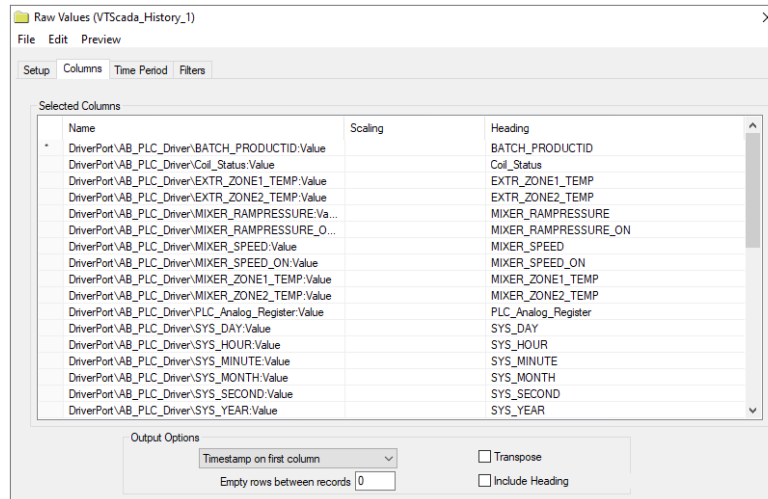 Raw Values (VTScada_History_1)
File Edit Preview
Setup Columns Time Period Filters
Selected Columns
Name Scaling Heading
* DriverPort\AB_PLC_Driver\BATCH_PRODUCTID:Value BATCH_PRODUCTID
DriverPort\AB_PLC_Driver\Coil_Status:Value Coil_Status
DriverPort\AB_PLC_Driver\EXTR_ZONE1_TEMP:Value EXTR_ZONE1_TEMP
DriverPort\AB_PLC_Driver\EXTR_ZONE2_TEMP:Value EXTR_ZONE2_TEMP
DriverPort\AB_PLC_Driver\MIXER_RAMPRESSURE:Va... MIXER_RAMPRESSURE
DriverPort\AB_PLC_Driver\MIXER_RAMPRESSURE_O... MIXER_RAMPRESSURE_ON
DriverPort\AB_PLC_Driver\MIXER_SPEED:Value MIXER_SPEED
DriverPort\AB_PLC_Driver\MIXER_SPEED_ON:Value MIXER_SPEED_ON
DriverPort\AB_PLC_Driver\MIXER_ZONE1_TEMP:Value MIXER_ZONE1_TEMP
DriverPort\AB_PLC_Driver\MIXER_ZONE2_TEMP:Value MIXER_ZONE2_TEMP
DriverPort\AB_PLC_Driver\PLC_Analog_Register:Value PLC_Analog_Register
DriverPort\AB_PLC_Driver\SYS_DAY:Value SYS_DAY
DriverPort\AB_PLC_Driver\SYS_HOUR:Value SYS_HOUR
DriverPort\AB_PLC_Driver\SYS_MINUTE:Value SYS_MINUTE
DriverPort\AB_PLC_Driver\SYS_MONTH:Value SYS_MONTH
DriverPort\AB_PLC_Driver\SYS_SECOND:Value SYS_SECOND
DriverPort\AB_PLC_Driver\SYS_YEAR:Value SYS_YEAR
Output Options
Timestamp on first column Transpose
Empty rows between records 0 Include Heading